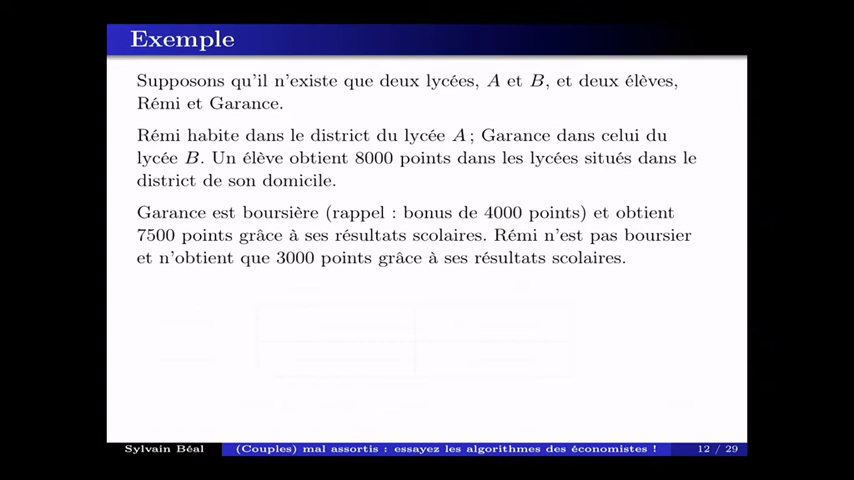 Exemple
Supposons qu'il n'existe que deux lycées, A et B, et deux élèves,
Rémi et Garance.
Rémi habite dans le district du lycée A ; Garance dans celui du
lycée B. Un élève obtient 8000 points dans les lycées situés dans le
district de son domicile.
Garance est boursière (rappel : bonus de 4000 points) et obtient
7500 points grâce à ses résultats scolaires. Rémi n'est pas boursier
et n'obtient que 3000 points grâce à ses résultats scolaires.
Sylvain Béal (Couples) mal assortis : essayez les algorithmes des économistes ! 12 / 29